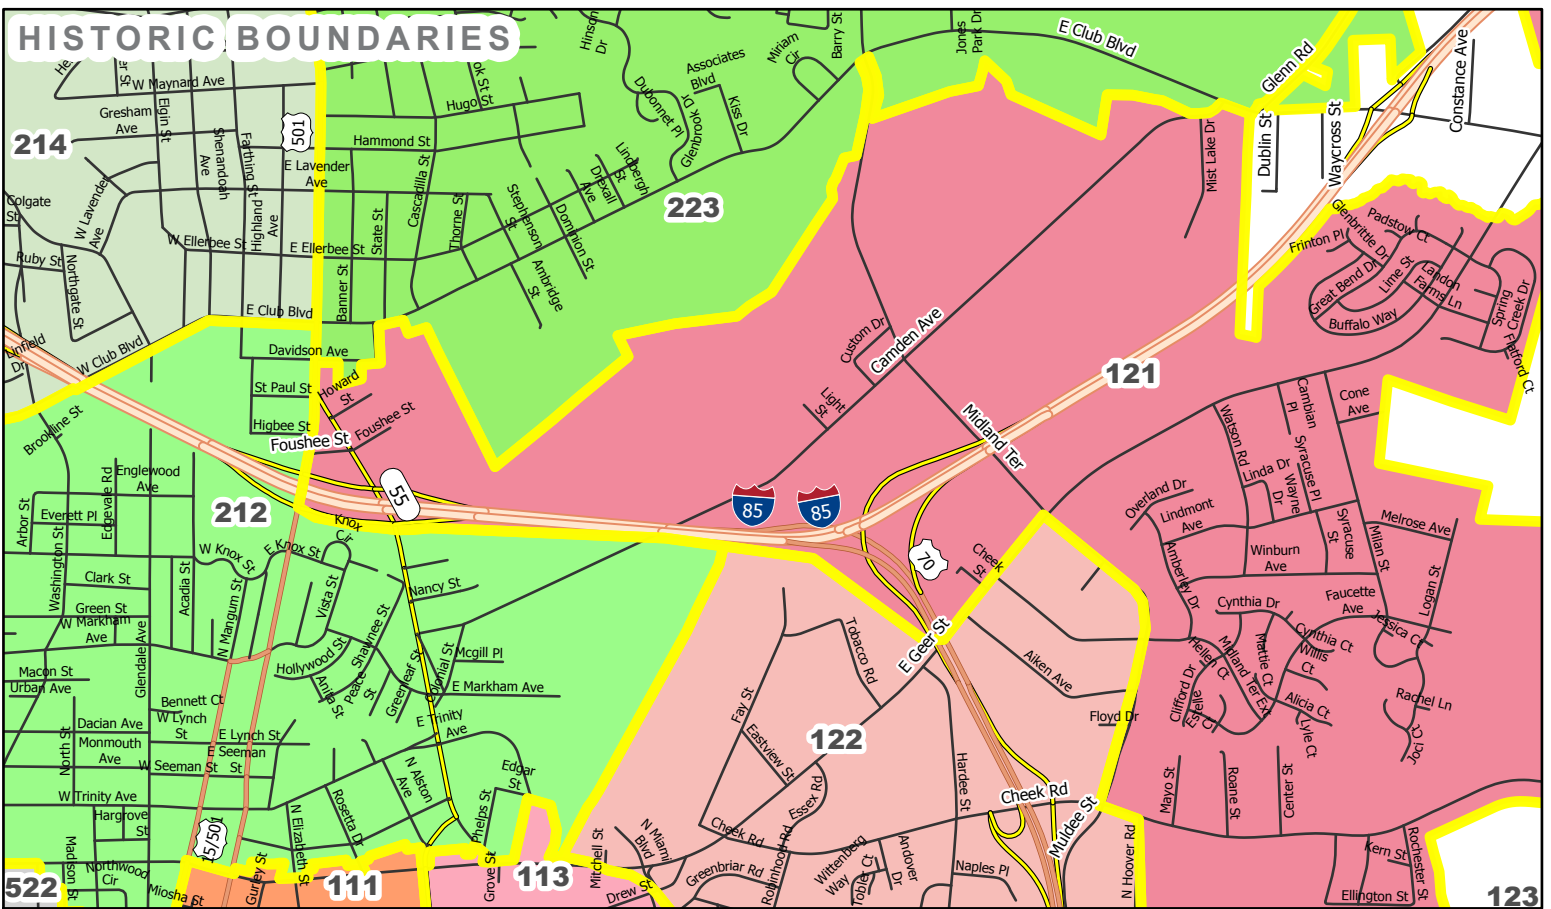 HISTORIC BOUNDARIES
Hinson
Dr
Associates
Blvd
Miriam
Cir
Barry St
Jones
Park Dr
E Club Blvd
Glenn Rd
Constance Ave
W Maynard Ave
Hugo St
Dubonnet Pl
Glenbrook Dr
Kiss Dr
Gresham
Ave
Elgin St
Shenandoah
Ave
Farthing St
501
Hammond St
214
E Lavender
Ave
Lindbergh
St
Drexall
Ave
Mist Lake Dr
Dublin St
Waycross St
Colgate
St
W Lavender
Ave
Highland
Ave
State St
Cascadilla St
Thorne St
Stephenson
St
Dominion St
223
Glenbrittle Dr
Padstow Ct
Frinton Pl
W Ellerbee St
E Ellerbee St
Ruby St
Northgate St
Banner St
Ambridge
St
Great Bend Dr
Lime St
Landon
Farms Ln
Spring
Creek Dr
E Club Blvd
Buffalo Way
Linfield
Dr
W Club Blvd
Davidson Ave
Custom Dr
Camden Ave
Flatford Ct
121
St Paul St
Howard
St
Light
St
Cambian
Pl
Cone
Ave
Brookline St
Higbee St
Foushee St
Foushee St
Midland
Ter
Watson Rd
Englewood
Ave
Edgevale Rd
Linda Dr
Syracuse Pl
Wayne
Dr
55
85
85
Overland Dr
Lindmont
Ave
Arbor St
Everett Pl
212
Knox
Cir
Syracuse
St
Melrose Ave
Milan St
Washington St
W Knox St
E Knox St
70
Cheek
St
Winburn
Ave
Amberley Dr
Clark St
Acadia St
N Mangum St
Vista St
Nancy St
Logan St
Green St
W Markham
Ave
Shawnee St
Peace
St
Tobacco Rd
E Geer St
Cynthia Dr
Faucette
Ave
Jessica Ct
Cynthia Ct
Glendale Ave
Hollywood St
Greenleaf St
Colonial St
Mcgill Pl
Aiken Ave
Hellen Ct
Midland Ter Ext
Mattie Ct
Willis
Ct
Macon St
Urban Ave
Anita St
E Markham Ave
Fay St
Clifford Dr
Estelle
Ct
Alicia Ct
Rachel Ln
Bennett Ct
W Lynch
St
E Trinity
Ave
Floyd Dr
Lyle Ct
Joci Ct
Dacian Ave
Monmouth
Ave
North St
E Lynch St
E Seeman
St
W Seeman St
Eastview St
122
Hardee St
Edgar
St
N Alston
Ave
Essex Rd
Cheek Rd
Mayo St
Roane St
Center St
W Trinity Ave
Hargrove
St
N Elizabeth St
Rosetta Dr
Phelps St
Cheek Rd
Muldee St
15/501
Mitchell St
N Miami
Blvd
Robinhood Rd
Wittenberg
Way
Andover
Dr
N Hoover Rd
Kern St
Rochester St
Madison St
Northwood
Cir
Gurley St
Grove St
Greenbriar Rd
Tobler Ct
Naples Pl
522
Miosha St
111
113
Drew St
Ellington St
123